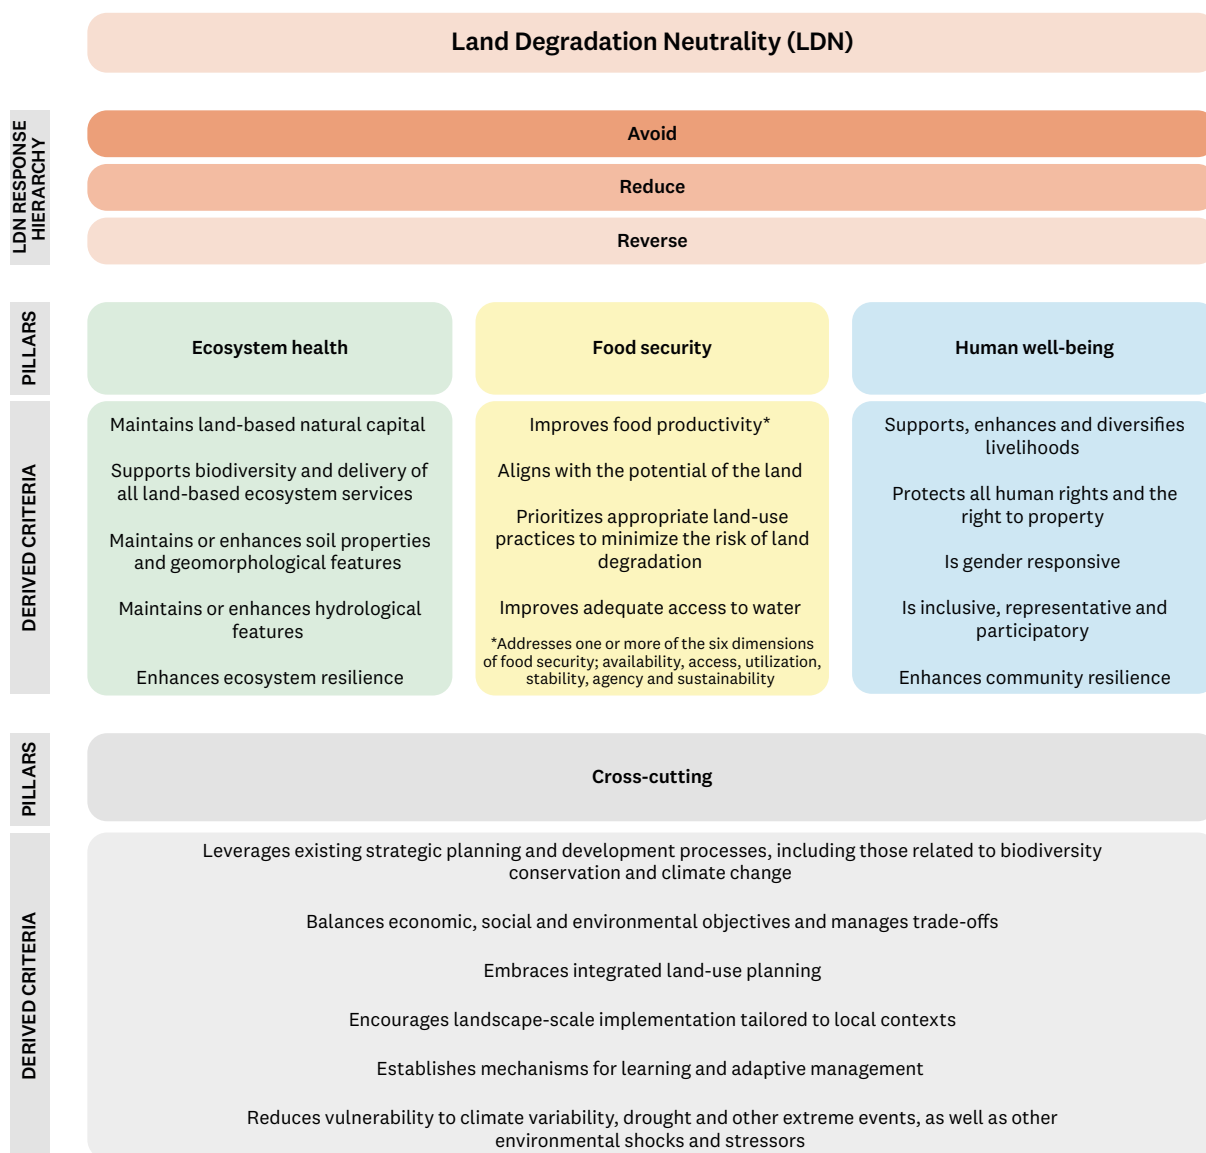 Land Degradation Neutrality (LDN)
LDN RESPONSE
HIERARCHY
Avoid
Reduce
Reverse
PILLARS
Ecosystem health
Food security
Human well-being
DERIVED CRITERIA
Maintains land-based natural capital
Supports biodiversity and delivery of
all land-based ecosystem services
Maintains or enhances soil properties
and geomorphological features
Maintains or enhances hydrological
features
Enhances ecosystem resilience
Improves food productivity*
Aligns with the potential of the land
Prioritizes appropriate land-use
practices to minimize the risk of land
degradation
Improves adequate access to water
*Addresses one or more of the six dimensions
of food security; availability, access, utilization,
stability, agency and sustainability
Supports, enhances and diversifies
livelihoods
Protects all human rights and the
right to property
Is gender responsive
Is inclusive, representative and
participatory
Enhances community resilience
PILLARS
Cross-cutting
DERIVED CRITERIA
Leverages existing strategic planning and development processes, including those related to biodiversity
conservation and climate change
Balances economic, social and environmental objectives and manages trade-offs
Embraces integrated land-use planning
Encourages landscape-scale implementation tailored to local contexts
Establishes mechanisms for learning and adaptive management
Reduces vulnerability to climate variability, drought and other extreme events, as well as other
environmental shocks and stressors